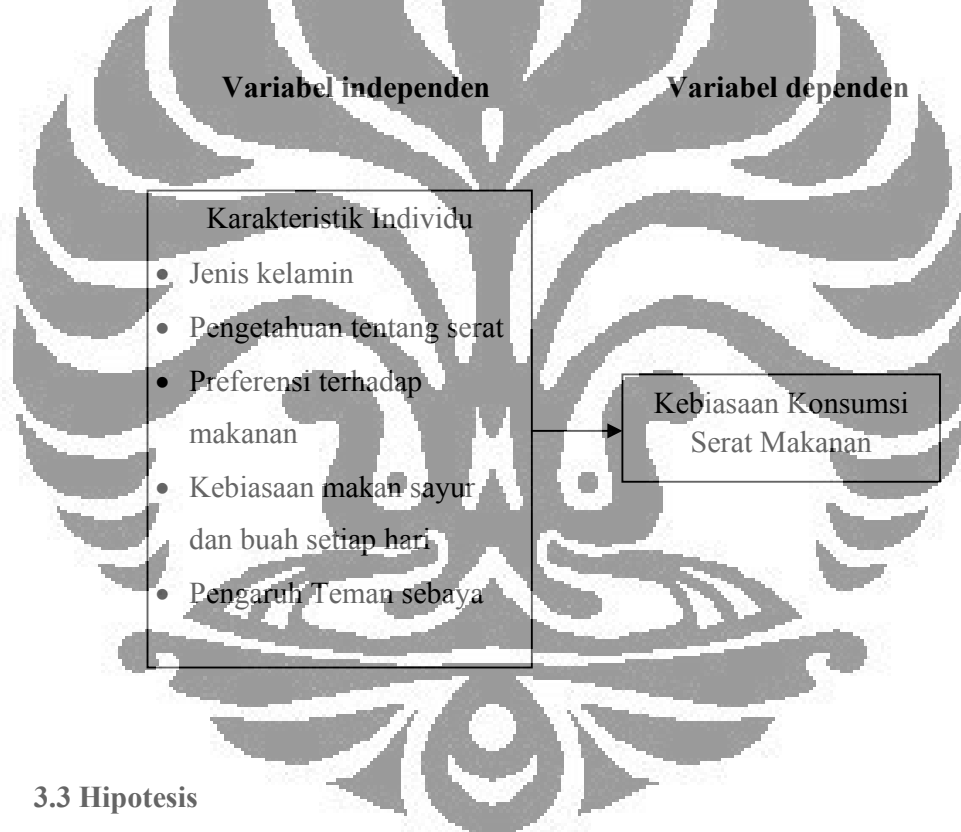 Variabel independen Variabel dependen
Karakteristik Individu
• Jenis kelamin
• Pengetahuan tentang serat
• Preferensi terhadap
makanan
• Kebiasaan makan sayur
dan buah setiap hari
• Pengaruh Teman sebaya
Kebiasaan Konsumsi
Serat Makanan
3.3 Hipotesis